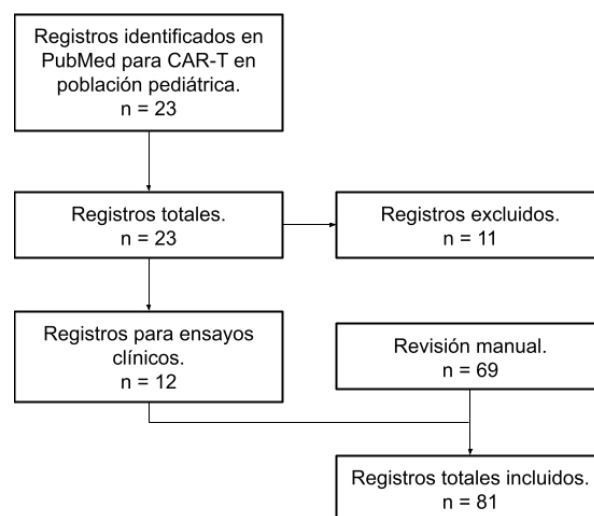 Registros identificados en
PubMed para CAR-T en
población pediátrica.
n = 23
Registros totales.
n = 23
Registros excluidos.
n = 11
Registros para ensayos
clínicos.
n = 12
Revisión manual.
n = 69
Registros totales incluidos.
n = 81